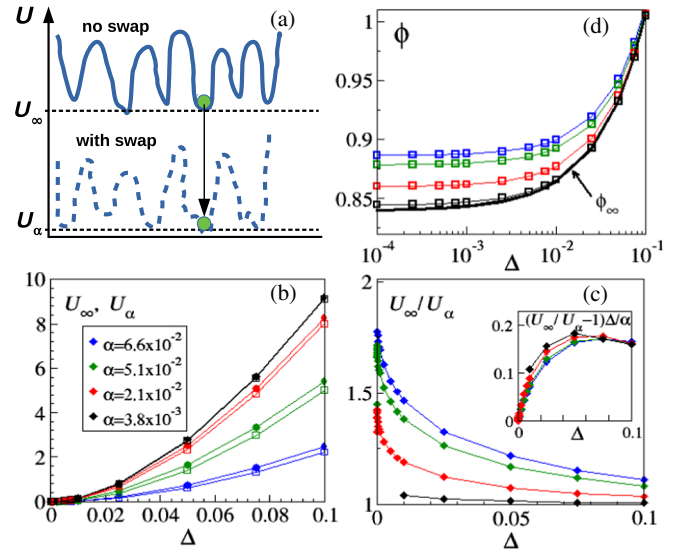 U
(a)
no swap
U∞
with swap
Uα
(d)
ϕ
1
0.95
0.9
0.85
ϕ∞
10⁻⁴
10⁻³
10⁻²
10⁻¹
Δ
(b)
U∞, Uα
10
8
6
4
2
0
α=6.6x10⁻²
α=5.1x10⁻²
α=2.1x10⁻²
α=3.8x10⁻³
0
0.02
0.04
0.06
0.08
0.1
Δ
U∞/Uα
(c)
2
1.5
1
(U∞/Uα-1)Δ/α
0.2
0.1
0
0
Δ
0.1
0
0.05
0.1
Δ